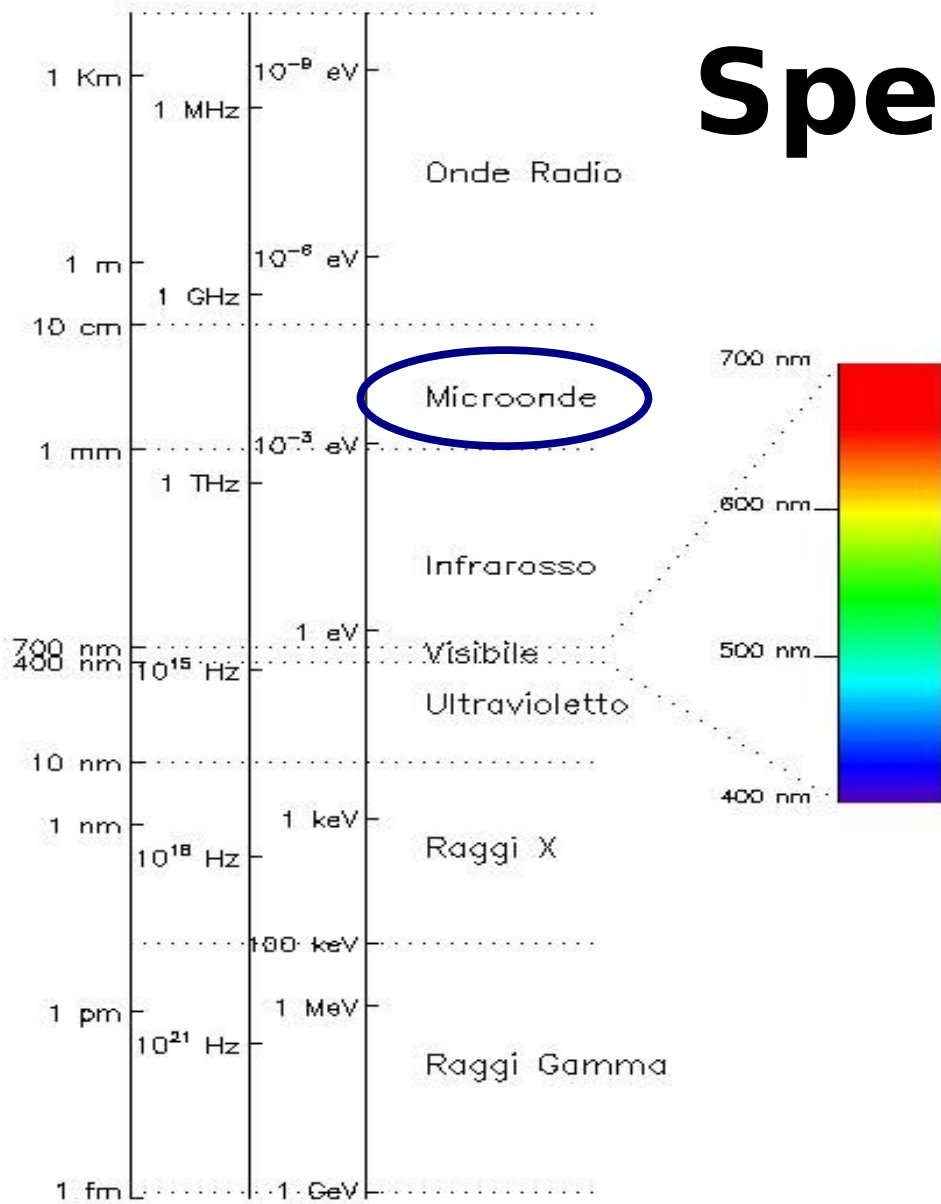 Spe
1 Km
10⁻⁹ eV
1 MHz
Onde Radio
1 m
10⁻⁶ eV
1 GHz
10 cm
Microonde
1 mm
10⁻³ eV
1 THz
Infrarosso
1 eV
700 nm
400 nm
10¹⁵ Hz
Visibile
Ultravioletto
10 nm
1 nm
1 keV
10¹⁸ Hz
Raggi X
100 keV
1 pm
1 MeV
10²¹ Hz
Raggi Gamma
1 fm
1 GeV
700 nm
600 nm
500 nm
400 nm